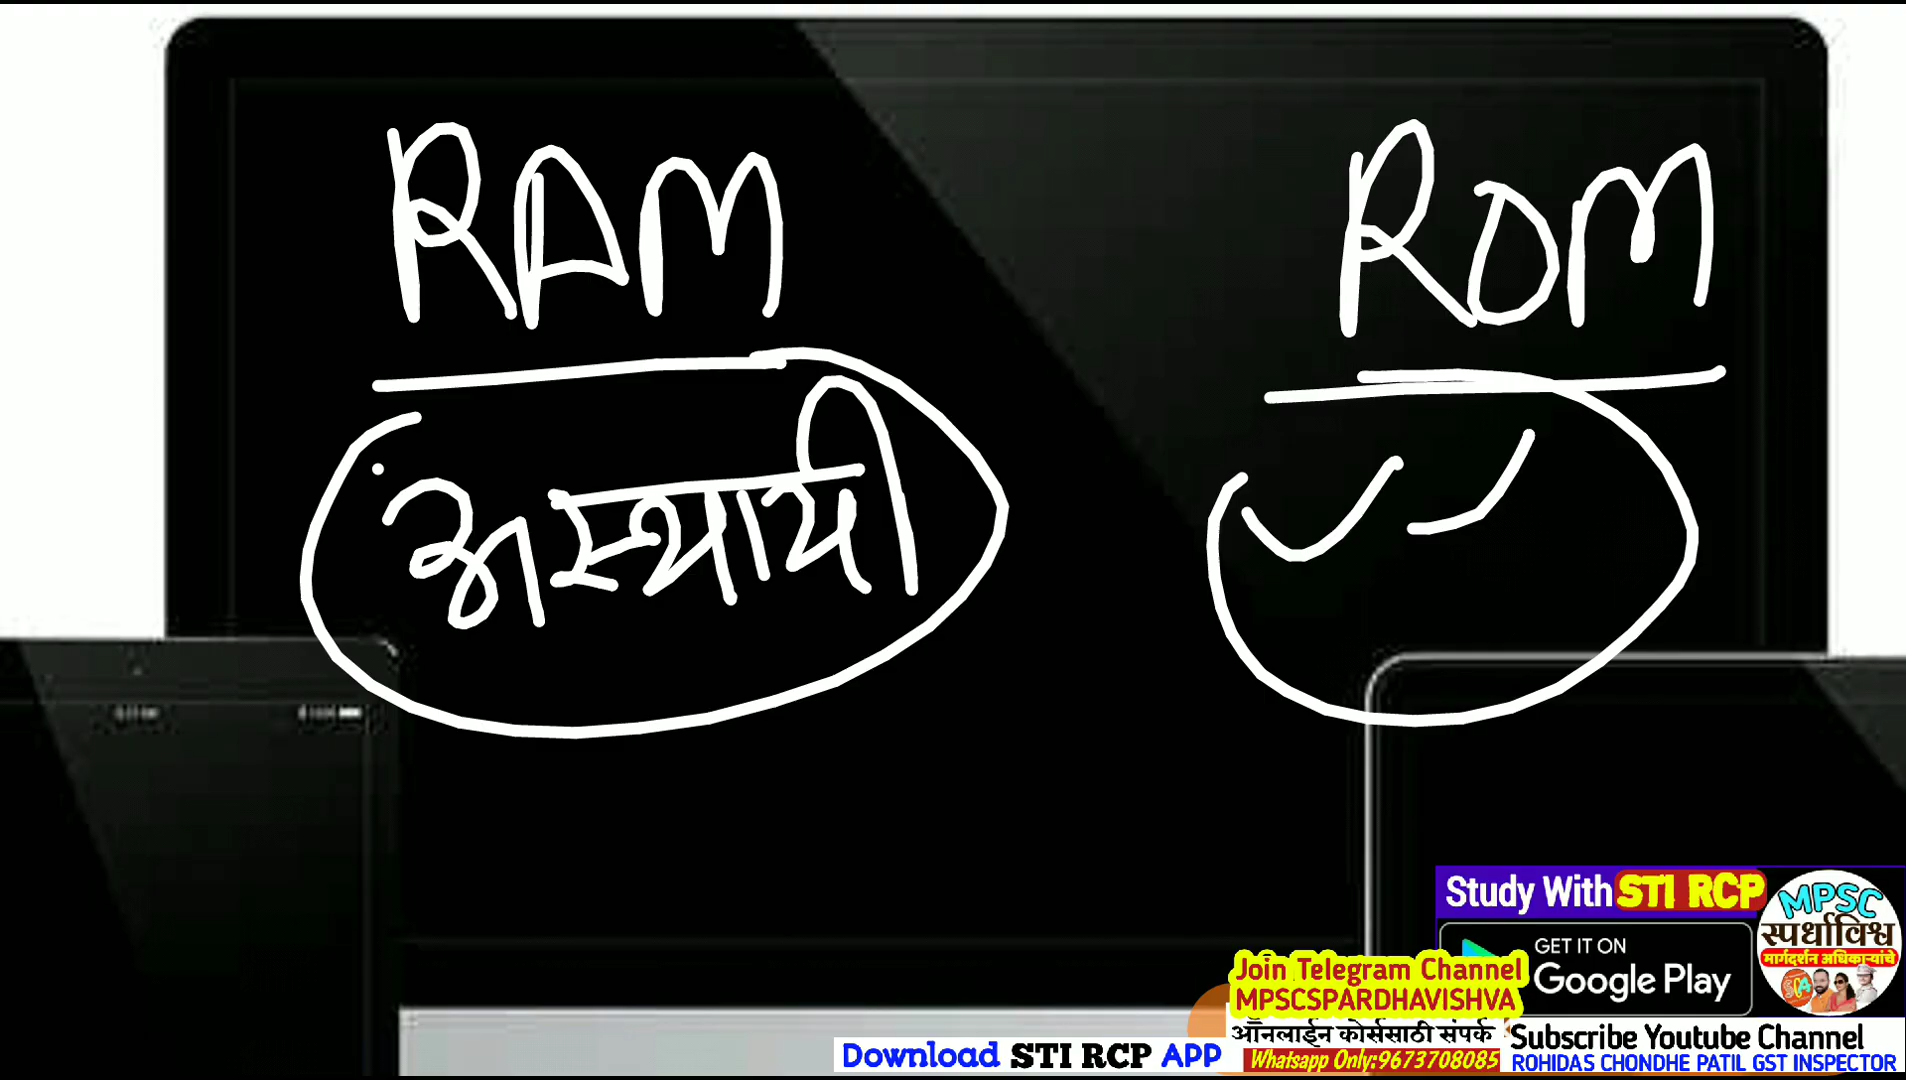 RAM
ROM
अस्थायी
Study With STI RCP
MPSC
स्पर्धाविश्व
मार्गदर्शन अधिकाऱ्यांचे
GET IT ON
Google Play
Join Telegram Channel
MPSCSPARDHAVISHVA
ऑनलाईन कोर्ससाठी संपर्क
Subscribe Youtube Channel
Download STI RCP APP
Whatsapp Only:9673708085
ROHIDAS CHONDHE PATIL GST INSPECTOR